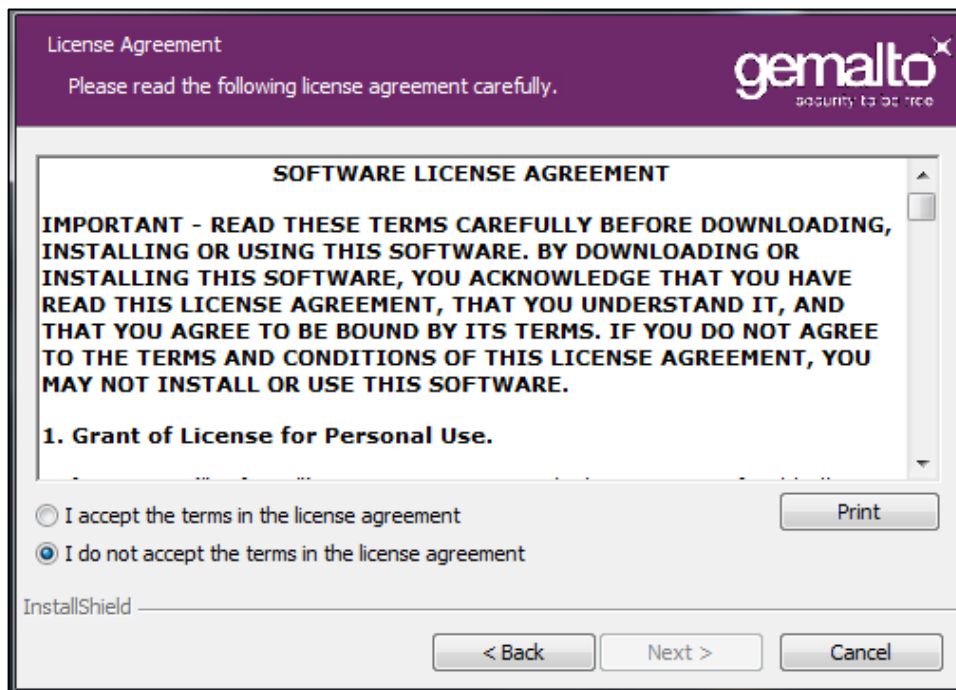 License Agreement
Please read the following license agreement carefully.
gemalto
security to be free
SOFTWARE LICENSE AGREEMENT
IMPORTANT - READ THESE TERMS CAREFULLY BEFORE DOWNLOADING,
INSTALLING OR USING THIS SOFTWARE. BY DOWNLOADING OR
INSTALLING THIS SOFTWARE, YOU ACKNOWLEDGE THAT YOU HAVE
READ THIS LICENSE AGREEMENT, THAT YOU UNDERSTAND IT, AND
THAT YOU AGREE TO BE BOUND BY ITS TERMS. IF YOU DO NOT AGREE
TO THE TERMS AND CONDITIONS OF THIS LICENSE AGREEMENT, YOU
MAY NOT INSTALL OR USE THIS SOFTWARE.
1. Grant of License for Personal Use.
I accept the terms in the license agreement
Print
I do not accept the terms in the license agreement
InstallShield
< Back
Next >
Cancel